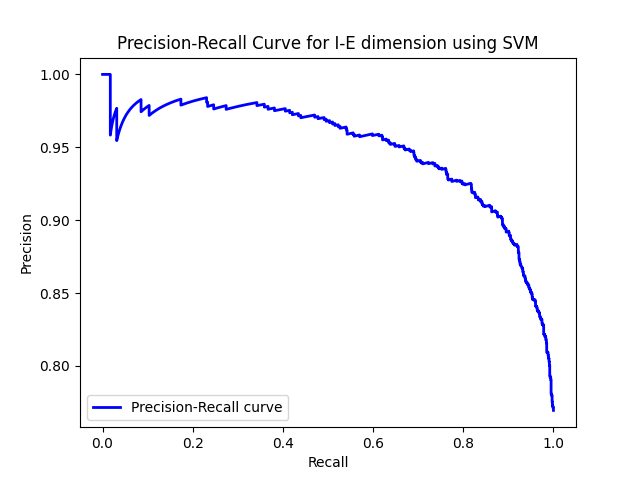 Precision-Recall Curve for I-E dimension using SVM
1.00
0.95
0.90
0.85
0.80
Precision
Precision-Recall curve
0.0 0.2 0.4 0.6 0.8 1.0
Recall